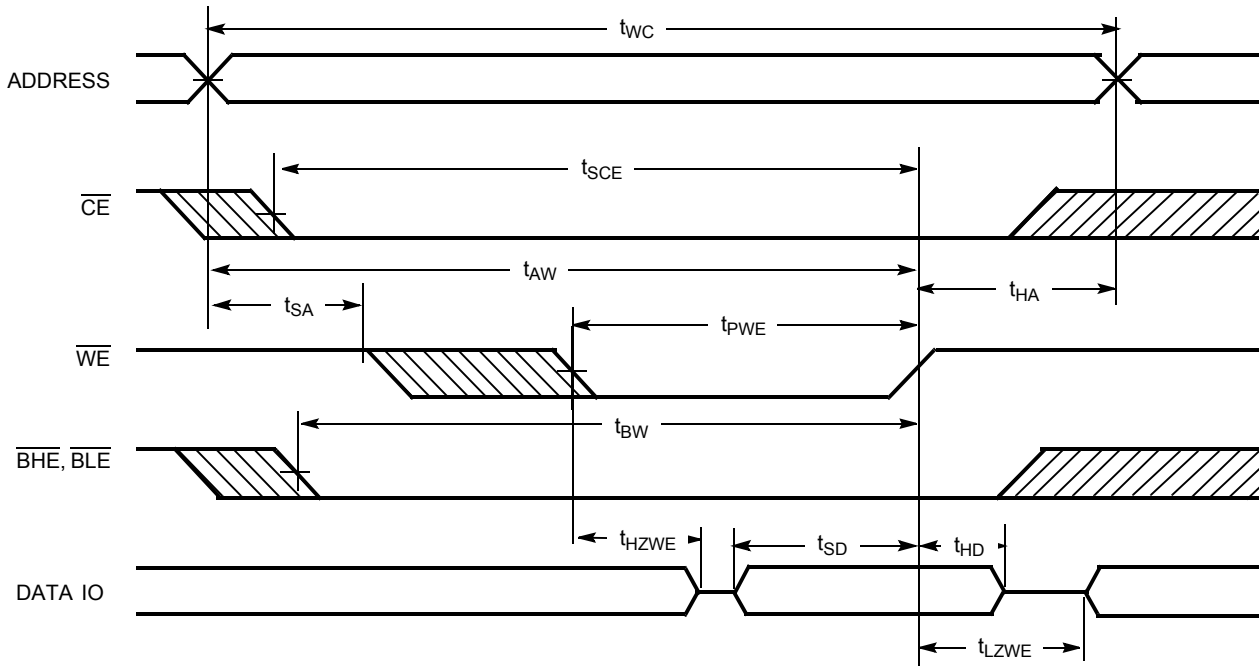 tWC
ADDRESS
tSCE
CE
tAW
tSA
tHA
tPWE
WE
tBW
BHE, BLE
tHZWE
tSD
tHD
DATA IO
tLZWE